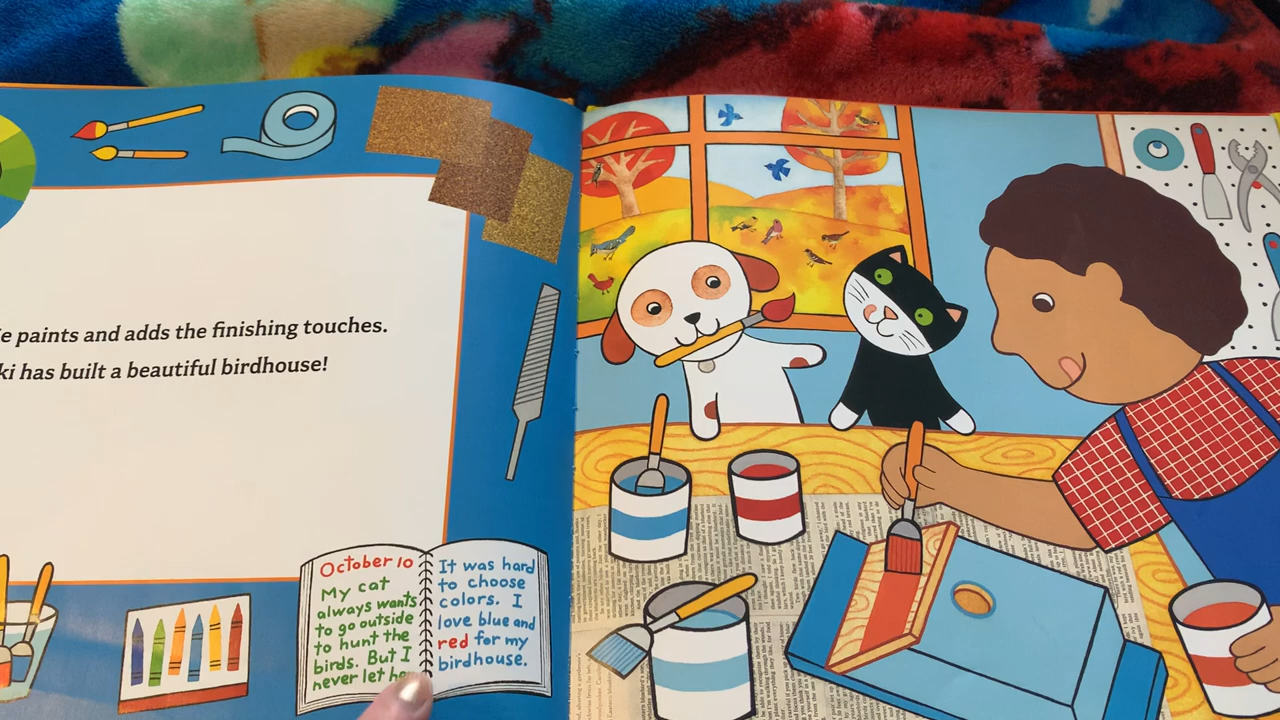 paints and adds the finishing touches.
has built a beautiful birdhouse!
October 10
My cat
always wants
to go outside
to hunt the
birds. But I
never let
It was hard
to choose
colors. I
love blue and
red for my
birdhouse.